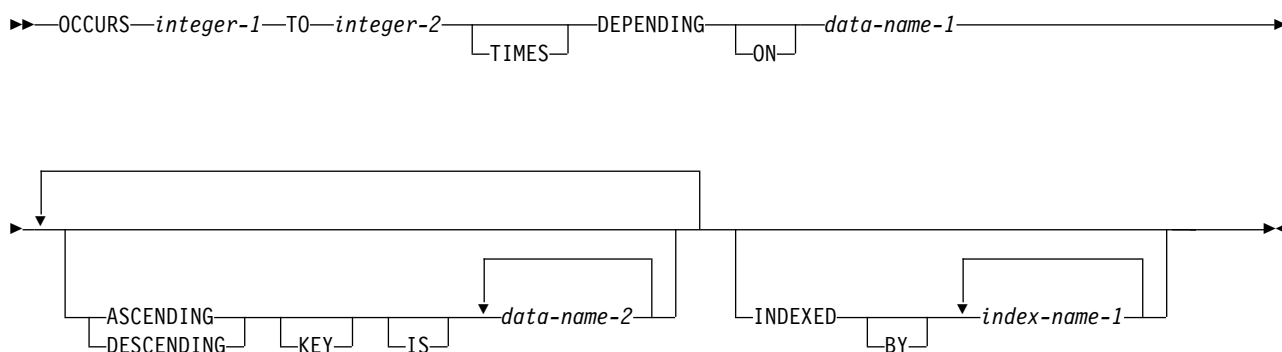 OCCURS integer-1 TO integer-2 DEPENDING data-name-1
TIMES ON
ASCENDING data-name-2 INDEXED index-name-1
DESCENDING KEY IS BY